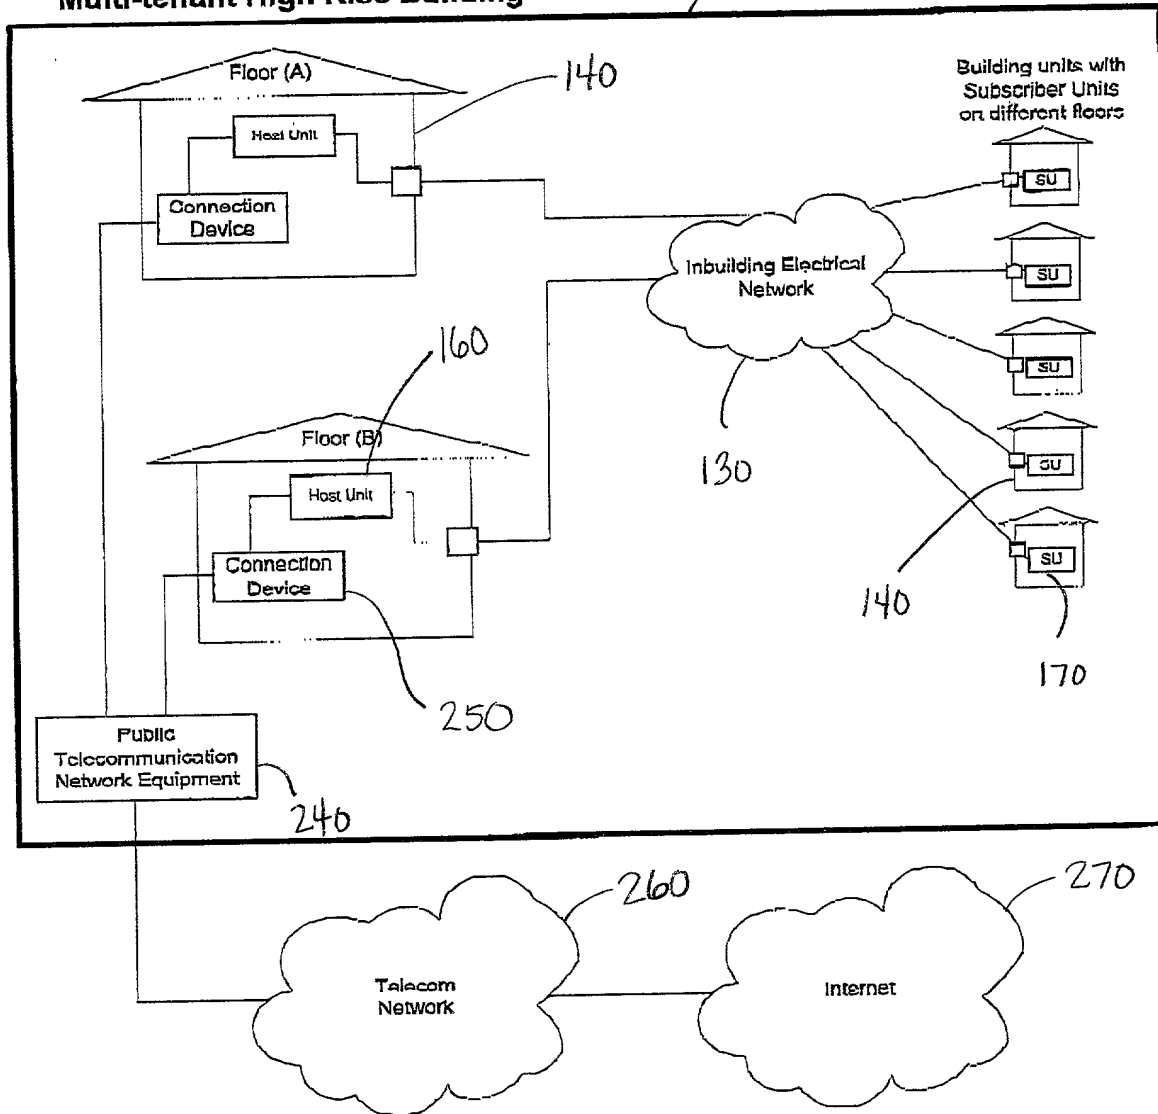 Multi-tenant High Rise Building
Floor (A)
140
Building units with
Subscriber Units
on different floors
Host Unit
SU
Connection
Device
SU
Inbuilding Electrical
Network
160
SU
Floor (B)
130
SU
Host Unit
SU
Connection
Device
140
170
250
Public
Telecommunication
Network Equipment
240
260
270
Telecom
Network
Internet